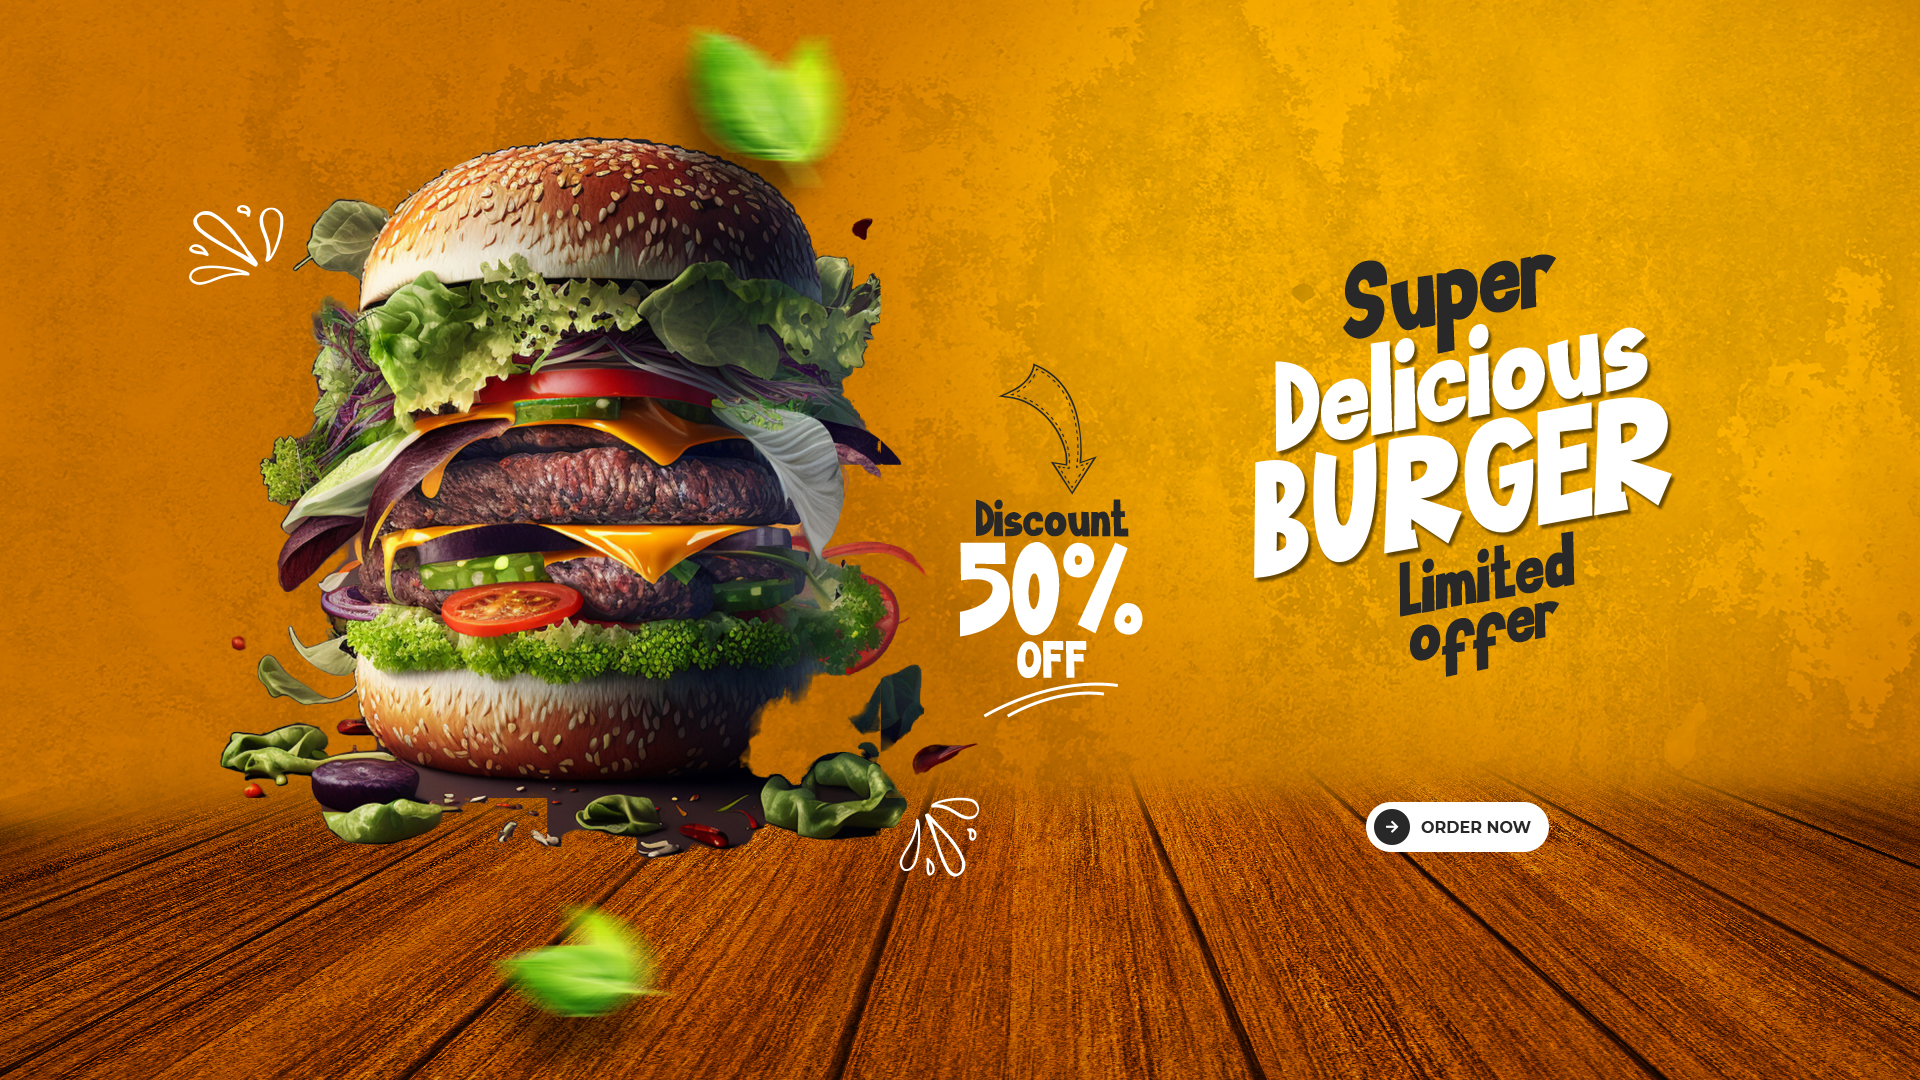 Super
Delicious
BURGER
Limited
offer
Discount
50%
OFF
ORDER NOW